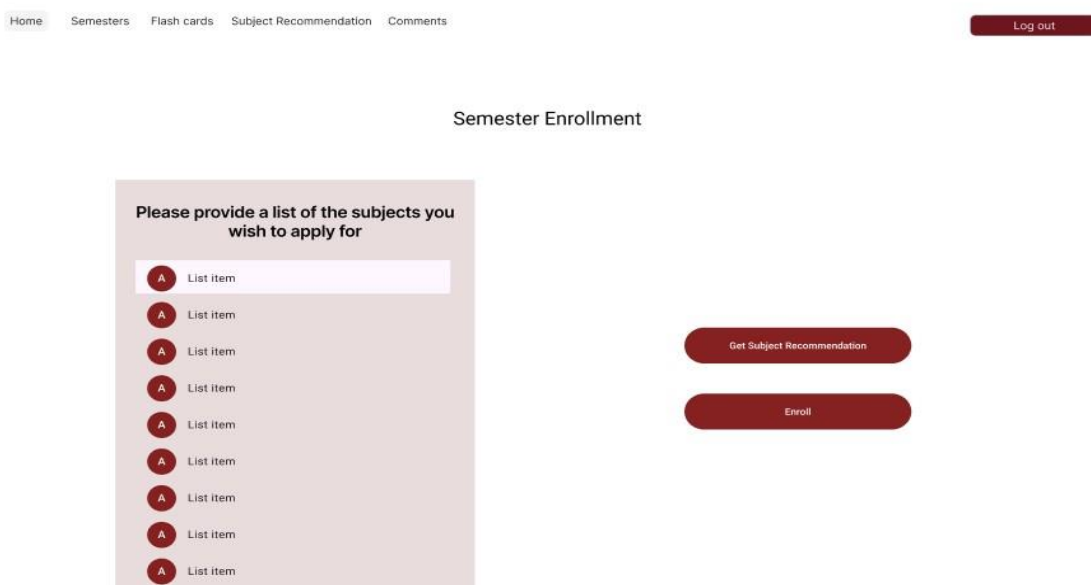 Home Semesters Flash cards Subject Recommendation Comments
Log out
Semester Enrollment
Please provide a list of the subjects you
wish to apply for
A List item
A List item
A List item
A List item
A List item
A List item
A List item
A List item
A List item
Get Subject Recommendation
Enroll